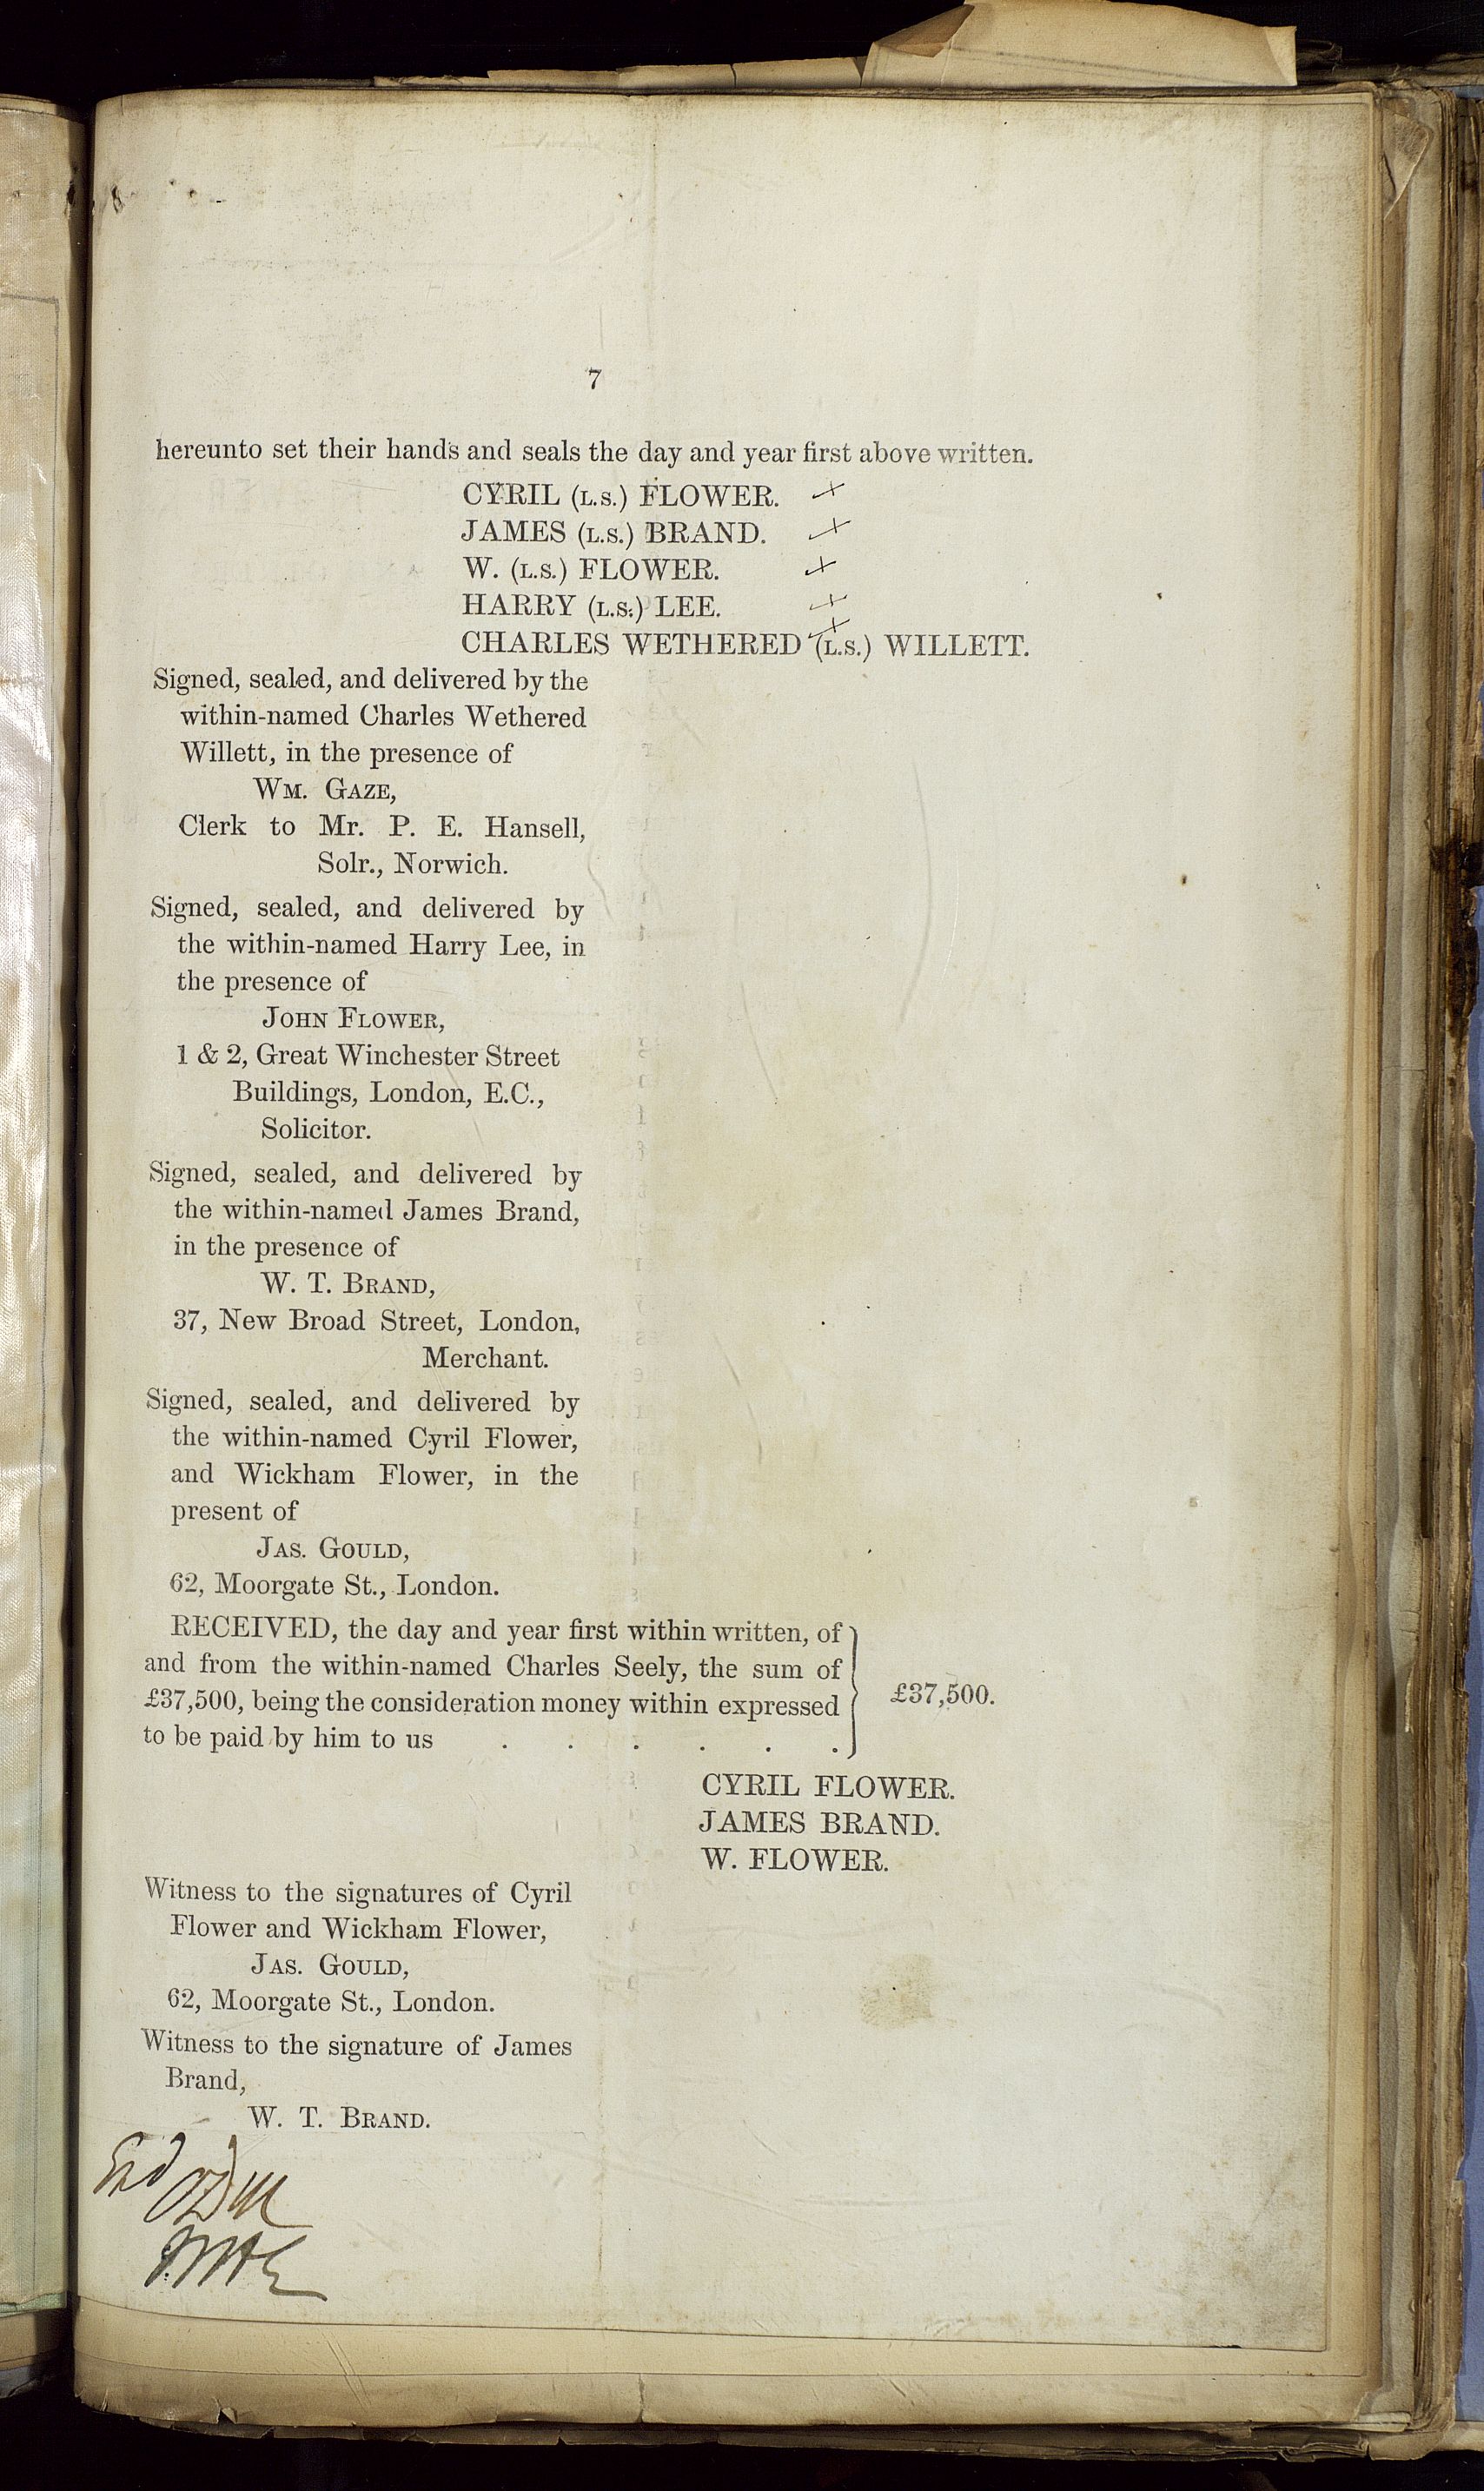 7
hereunto set their hands and seals the day and year first above written.
CYRIL (L.S.) FLOWER.
JAMES (L.S.) BRAND.
W. (L.S.) FLOWER.
HARRY (L.S.) LEE.
CHARLES WETHERED (L.S.) WILLETT.
Signed, sealed, and delivered by the
within-named Charles Wethered
Willett, in the presence of
WM. GAZE,
Clerk to Mr. P. E. Hansell,
Solr., Norwich.
Signed, sealed, and delivered by
the within-named Harry Lee, in
the presence of
JOHN FLOWER,
1 & 2, Great Winchester Street
Buildings, London, E.C.,
Solicitor.
Signed, sealed, and delivered by
the within-named James Brand,
in the presence of
W. T. BRAND,
37, New Broad Street, London,
Merchant.
Signed, sealed, and delivered by
the within-named Cyril Flower,
and Wickham Flower, in the
present of
JAS. GOULD,
62, Moorgate St., London.
RECEIVED, the day and year first within written, of
and from the within-named Charles Seely, the sum of
£37,500, being the consideration money within expressed
to be paid by him to us . . . . . .
£37,500.
CYRIL FLOWER.
JAMES BRAND.
W. FLOWER.
Witness to the signatures of Cyril
Flower and Wickham Flower,
JAS. GOULD,
62, Moorgate St., London.
Witness to the signature of James
Brand,
W. T. BRAND.